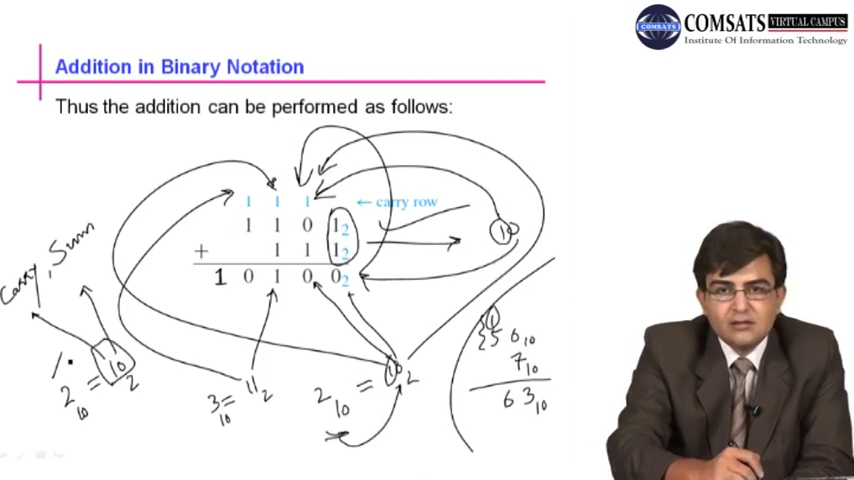 COMSATS VIRTUAL CAMPUS
COMSATS
Institute Of Information Technology
Addition in Binary Notation
Thus the addition can be performed as follows:
1 1 1 ← carry row
1 1 0 1₂
+ 1 1 1₂
1 0 1 0 0₂
10
Carry, Sum
2₁₀ = 10₂
3₁₀ = 11₂
2₁₀ = 10₂
1
5 6₁₀
7₁₀
6 3₁₀